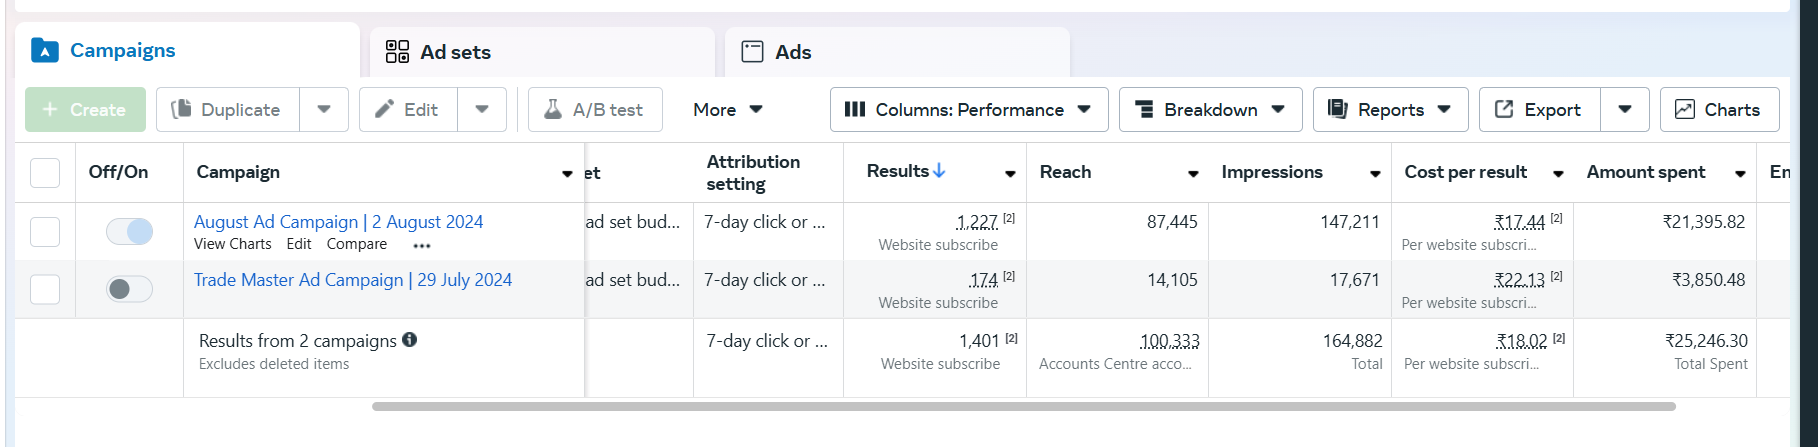 Campaigns
Ad sets
Ads
+ Create
Duplicate
Edit
A/B test
More
Columns: Performance
Breakdown
Reports
Export
Charts
Off/On
Campaign
et
Attribution setting
Results
Reach
Impressions
Cost per result
Amount spent
En
August Ad Campaign | 2 August 2024
ad set bud...
7-day click or ...
1,227 [2]
87,445
147,211
₹17.44 [2]
₹21,395.82
View Charts
Edit
Compare
...
Website subscribe
Per website subscri...
Trade Master Ad Campaign | 29 July 2024
ad set bud...
7-day click or ...
174 [2]
14,105
17,671
₹22.13 [2]
₹3,850.48
Website subscribe
Per website subscri...
Results from 2 campaigns
7-day click or ...
1,401 [2]
100,333
164,882
₹18.02 [2]
₹25,246.30
Excludes deleted items
Website subscribe
Accounts Centre acco...
Total
Per website subscri...
Total Spent